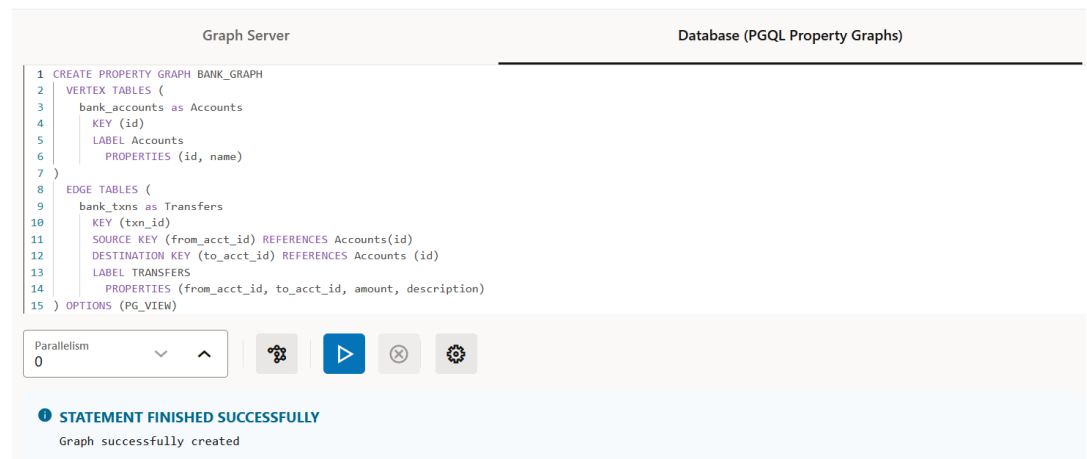 Graph Server
Database (PGQL Property Graphs)
1 CREATE PROPERTY GRAPH BANK_GRAPH
2 VERTEX TABLES (
3 bank_accounts as Accounts
4 KEY (id)
5 LABEL Accounts
6 PROPERTIES (id, name)
7 )
8 EDGE TABLES (
9 bank_txns as Transfers
10 KEY (txn_id)
11 SOURCE KEY (from_acct_id) REFERENCES Accounts(id)
12 DESTINATION KEY (to_acct_id) REFERENCES Accounts (id)
13 LABEL TRANSFERS
14 PROPERTIES (from_acct_id, to_acct_id, amount, description)
15 ) OPTIONS (PG_VIEW)
Parallelism
0
STATEMENT FINISHED SUCCESSFULLY
Graph successfully created